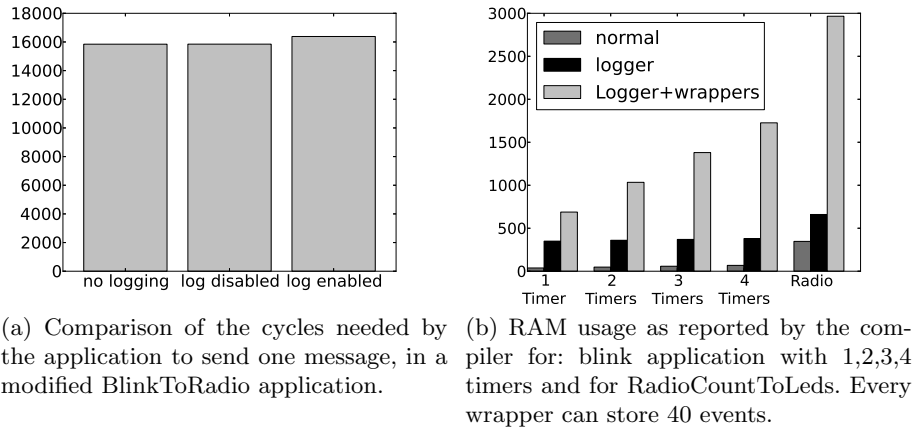 18000
16000
14000
12000
10000
8000
6000
4000
2000
0
no logging log disabled log enabled
3000
2500
2000
1500
1000
500
0
normal
logger
Logger+wrappers
1 2 3 4 Radio
Timer Timers Timers Timers
(a) Comparison of the cycles needed by
the application to send one message, in a
modified BlinkToRadio application.
(b) RAM usage as reported by the com-
piler for: blink application with 1,2,3,4
timers and for RadioCountToLeds. Every
wrapper can store 40 events.